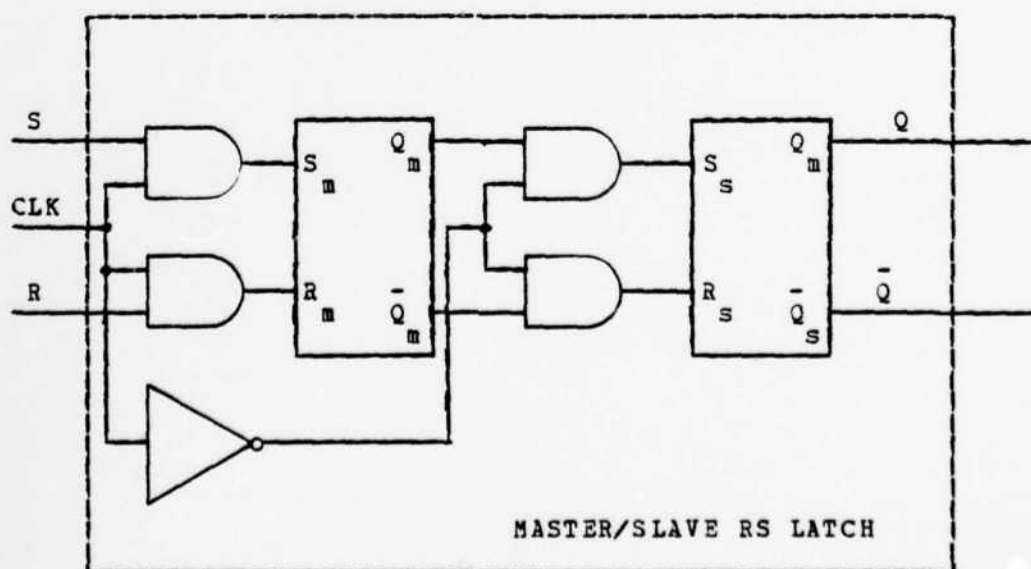 S
CLK
R
S m
Q m
R m
Q̄ m
S s
Q m
R s
Q̄ s
Q
Q̄
MASTER/SLAVE RS LATCH